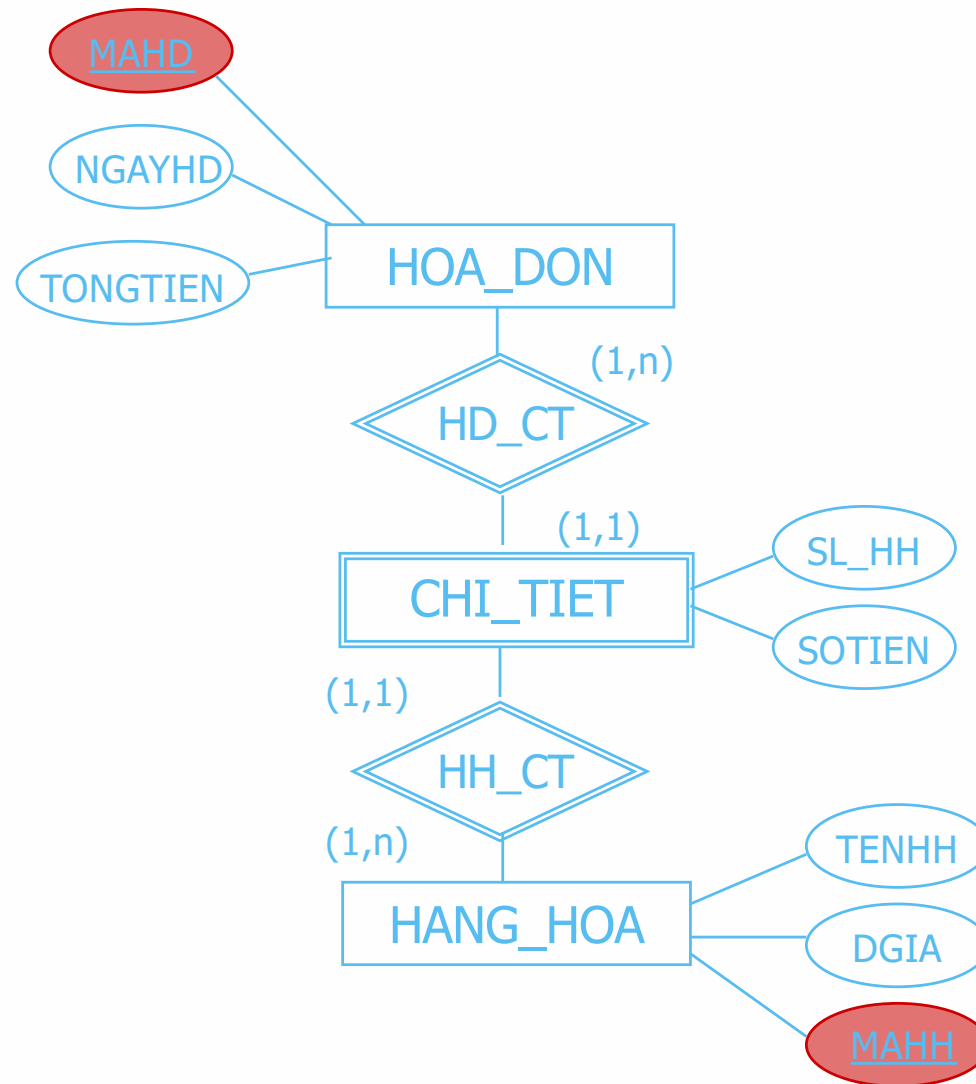 MAHD
NGAYHD
TONGTIEN
HOA_DON
(1,n)
HD_CT
(1,1)
CHI_TIET
SL_HH
SOTIEN
(1,1)
HH_CT
(1,n)
HANG_HOA
TENHH
DGIA
MAHH